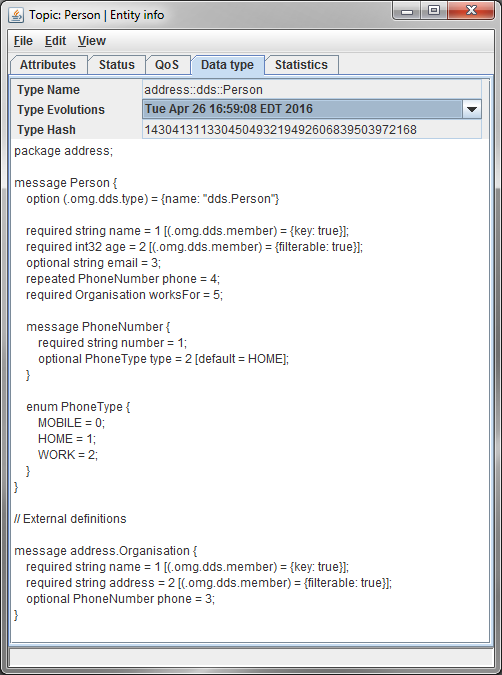 Topic: Person | Entity info
File Edit View
Attributes Status QoS Data type Statistics
Type Name address::dds::Person
Type Evolutions Tue Apr 26 16:59:08 EDT 2016
Type Hash 143041311330450493219492606839503972168
package address;
message Person {
option (.omg.dds.type) = {name: "dds.Person"}
required string name = 1 [(.omg.dds.member) = {key: true}];
required int32 age = 2 [(.omg.dds.member) = {filterable: true}];
optional string email = 3;
repeated PhoneNumber phone = 4;
required Organisation worksFor = 5;
message PhoneNumber {
required string number = 1;
optional PhoneType type = 2 [default = HOME];
}
enum PhoneType {
MOBILE = 0;
HOME = 1;
WORK = 2;
}
}
// External definitions
message address.Organisation {
required string name = 1 [(.omg.dds.member) = {key: true}];
required string address = 2 [(.omg.dds.member) = {filterable: true}];
optional PhoneNumber phone = 3;
}